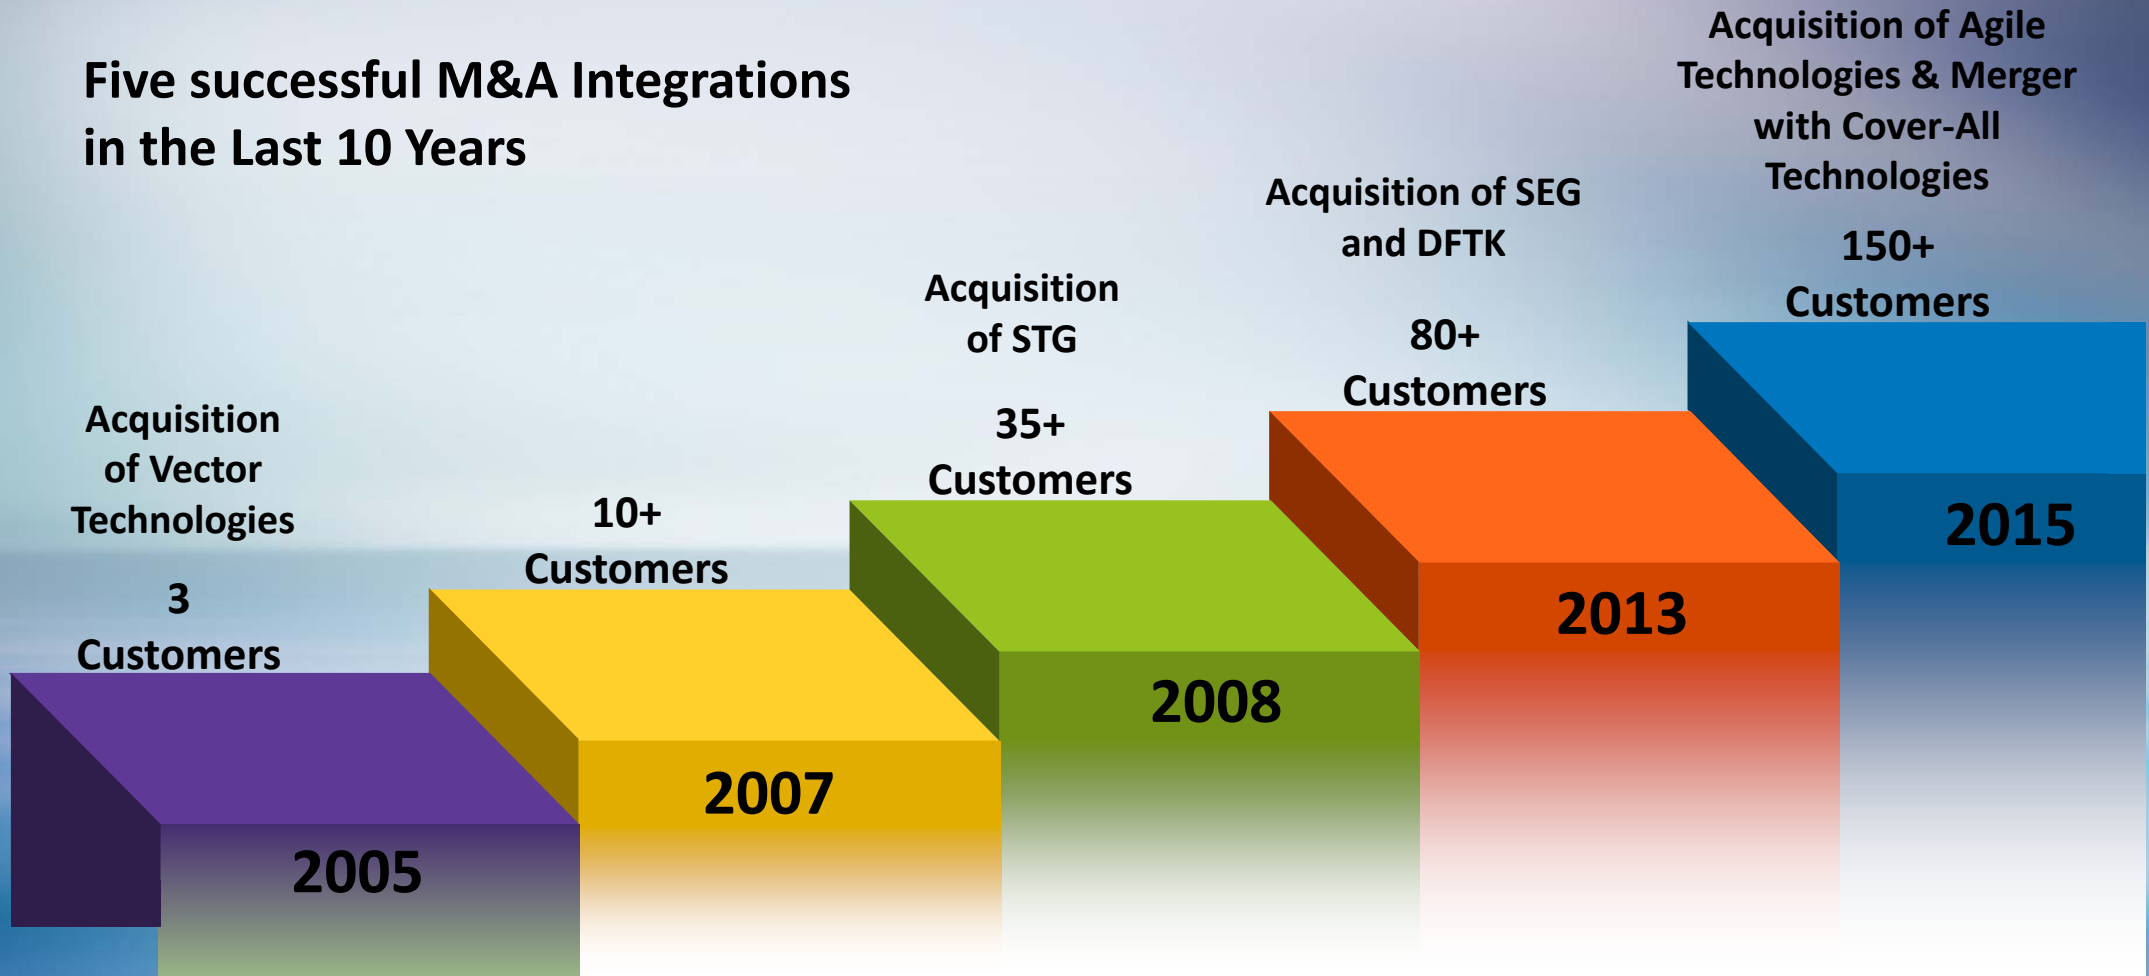 Five successful M&A Integrations
in the Last 10 Years
Acquisition
of Vector
Technologies
3
Customers
2005
10+
Customers
2007
Acquisition
of STG
35+
Customers
2008
Acquisition of SEG
and DFTK
80+
Customers
2013
Acquisition of Agile
Technologies & Merger
with Cover-All
Technologies
150+
Customers
2015